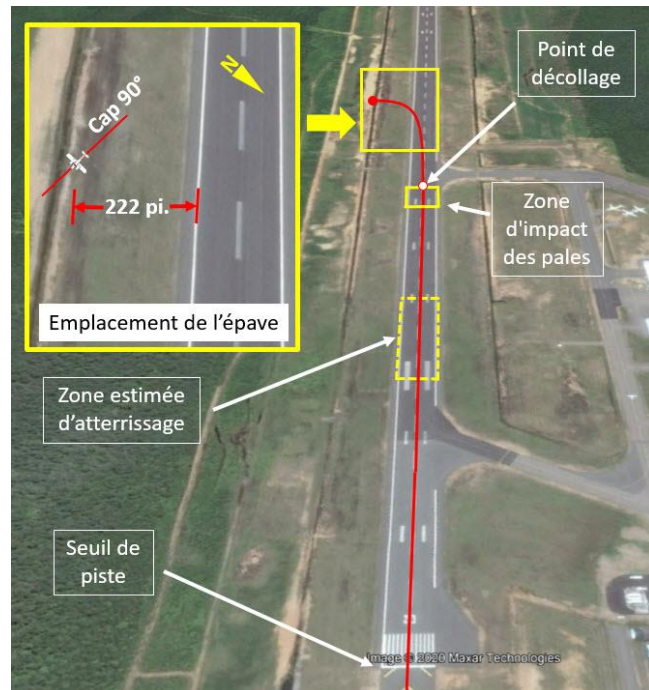 Point de
décollage
N
Cap 90°
222 pi.
Zone
d'impact
des pales
Emplacement de l'épave
Zone estimée
d'atterrissage
Seuil de
piste
Image © 2020 Maxar Technologies